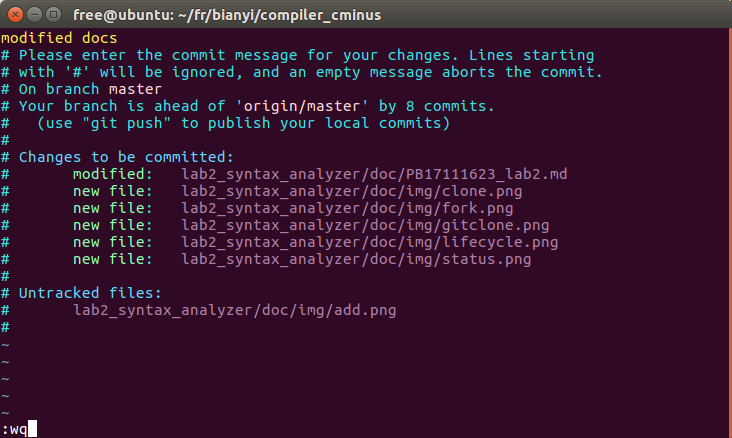 free@ubuntu: ~/fr/bianyi/compiler_cminus
modified docs
# Please enter the commit message for your changes. Lines starting
# with '#' will be ignored, and an empty message aborts the commit.
# On branch master
# Your branch is ahead of 'origin/master' by 8 commits.
#   (use "git push" to publish your local commits)
#
# Changes to be committed:
#       modified:   lab2_syntax_analyzer/doc/PB17111623_lab2.md
#       new file:   lab2_syntax_analyzer/doc/img/clone.png
#       new file:   lab2_syntax_analyzer/doc/img/fork.png
#       new file:   lab2_syntax_analyzer/doc/img/gitclone.png
#       new file:   lab2_syntax_analyzer/doc/img/lifecycle.png
#       new file:   lab2_syntax_analyzer/doc/img/status.png
#
# Untracked files:
#       lab2_syntax_analyzer/doc/img/add.png
#
~
~
~
~
~
:wq